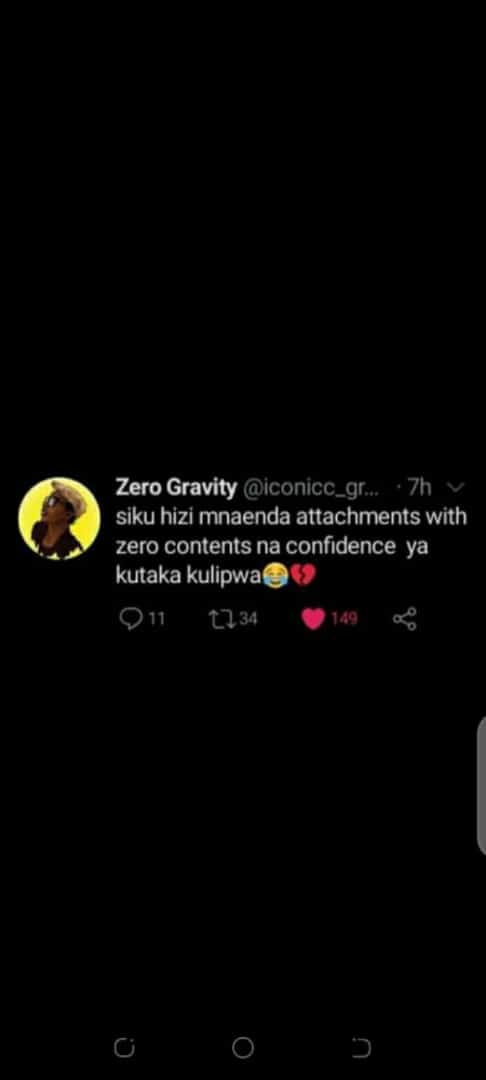 Zero Gravity @iconicc_gr... · 7h
siku hizi mnaenda attachments with
zero contents na confidence ya
kutaka kulipwa😂💔
11 34 149